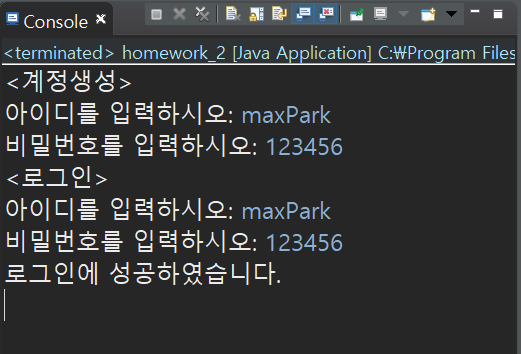 Console
<terminated> homework_2 [Java Application] C:₩Program Files
<계정생성>
아이디를 입력하시오: maxPark
비밀번호를 입력하시오: 123456
<로그인>
아이디를 입력하시오: maxPark
비밀번호를 입력하시오: 123456
로그인에 성공하였습니다.